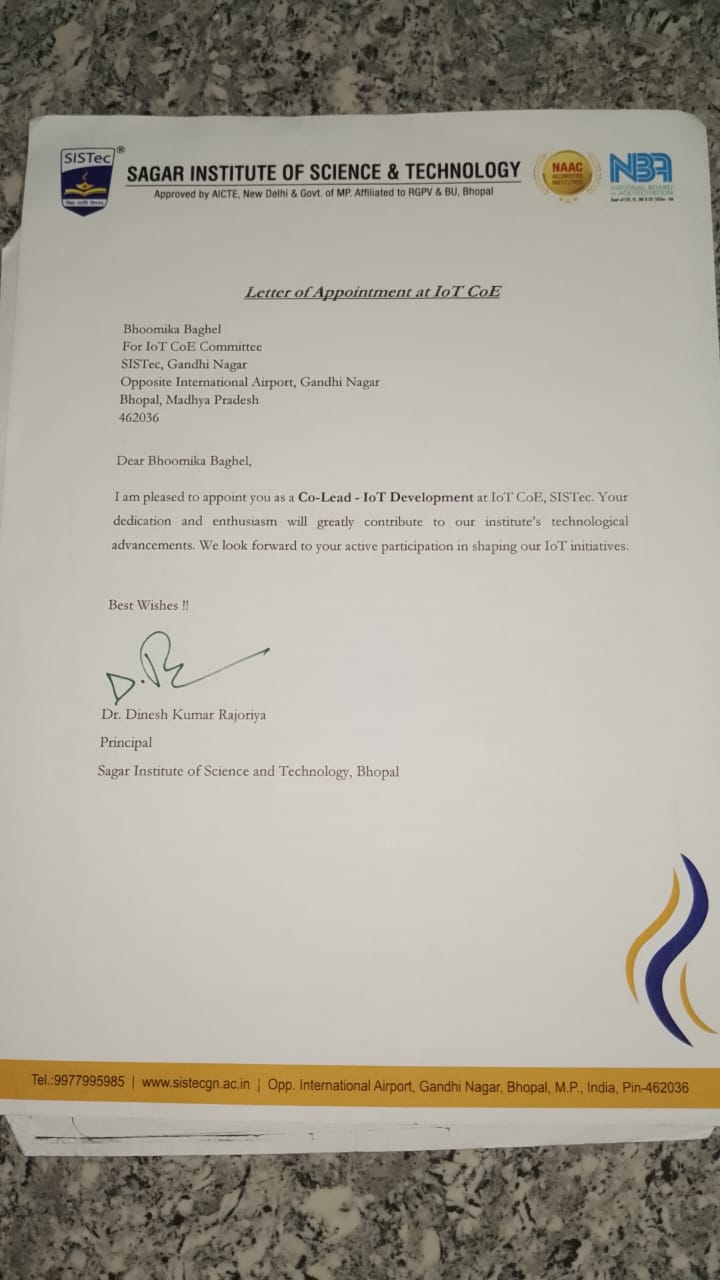 SISTec ®
SAGAR INSTITUTE OF SCIENCE & TECHNOLOGY
Approved by AICTE, New Delhi & Govt. of MP. Affiliated to RGPV & BU, Bhopal
NAAC
ACCREDITED
INSTITUTION
NBA
NATIONAL BOARD
of ACCREDITATION
Letter of Appointment at IoT CoE
Bhoomika Baghel
For IoT CoE Committee
SISTec, Gandhi Nagar
Opposite International Airport, Gandhi Nagar
Bhopal, Madhya Pradesh
462036
Dear Bhoomika Baghel,
I am pleased to appoint you as a Co-Lead - IoT Development at IoT CoE, SISTec. Your
dedication and enthusiasm will greatly contribute to our institute's technological
advancements. We look forward to your active participation in shaping our IoT initiatives.
Best Wishes !!
Dr. Dinesh Kumar Rajoriya
Principal
Sagar Institute of Science and Technology, Bhopal
Tel.:9977995985 | www.sistecgn.ac.in | Opp. International Airport, Gandhi Nagar, Bhopal, M.P., India, Pin-462036